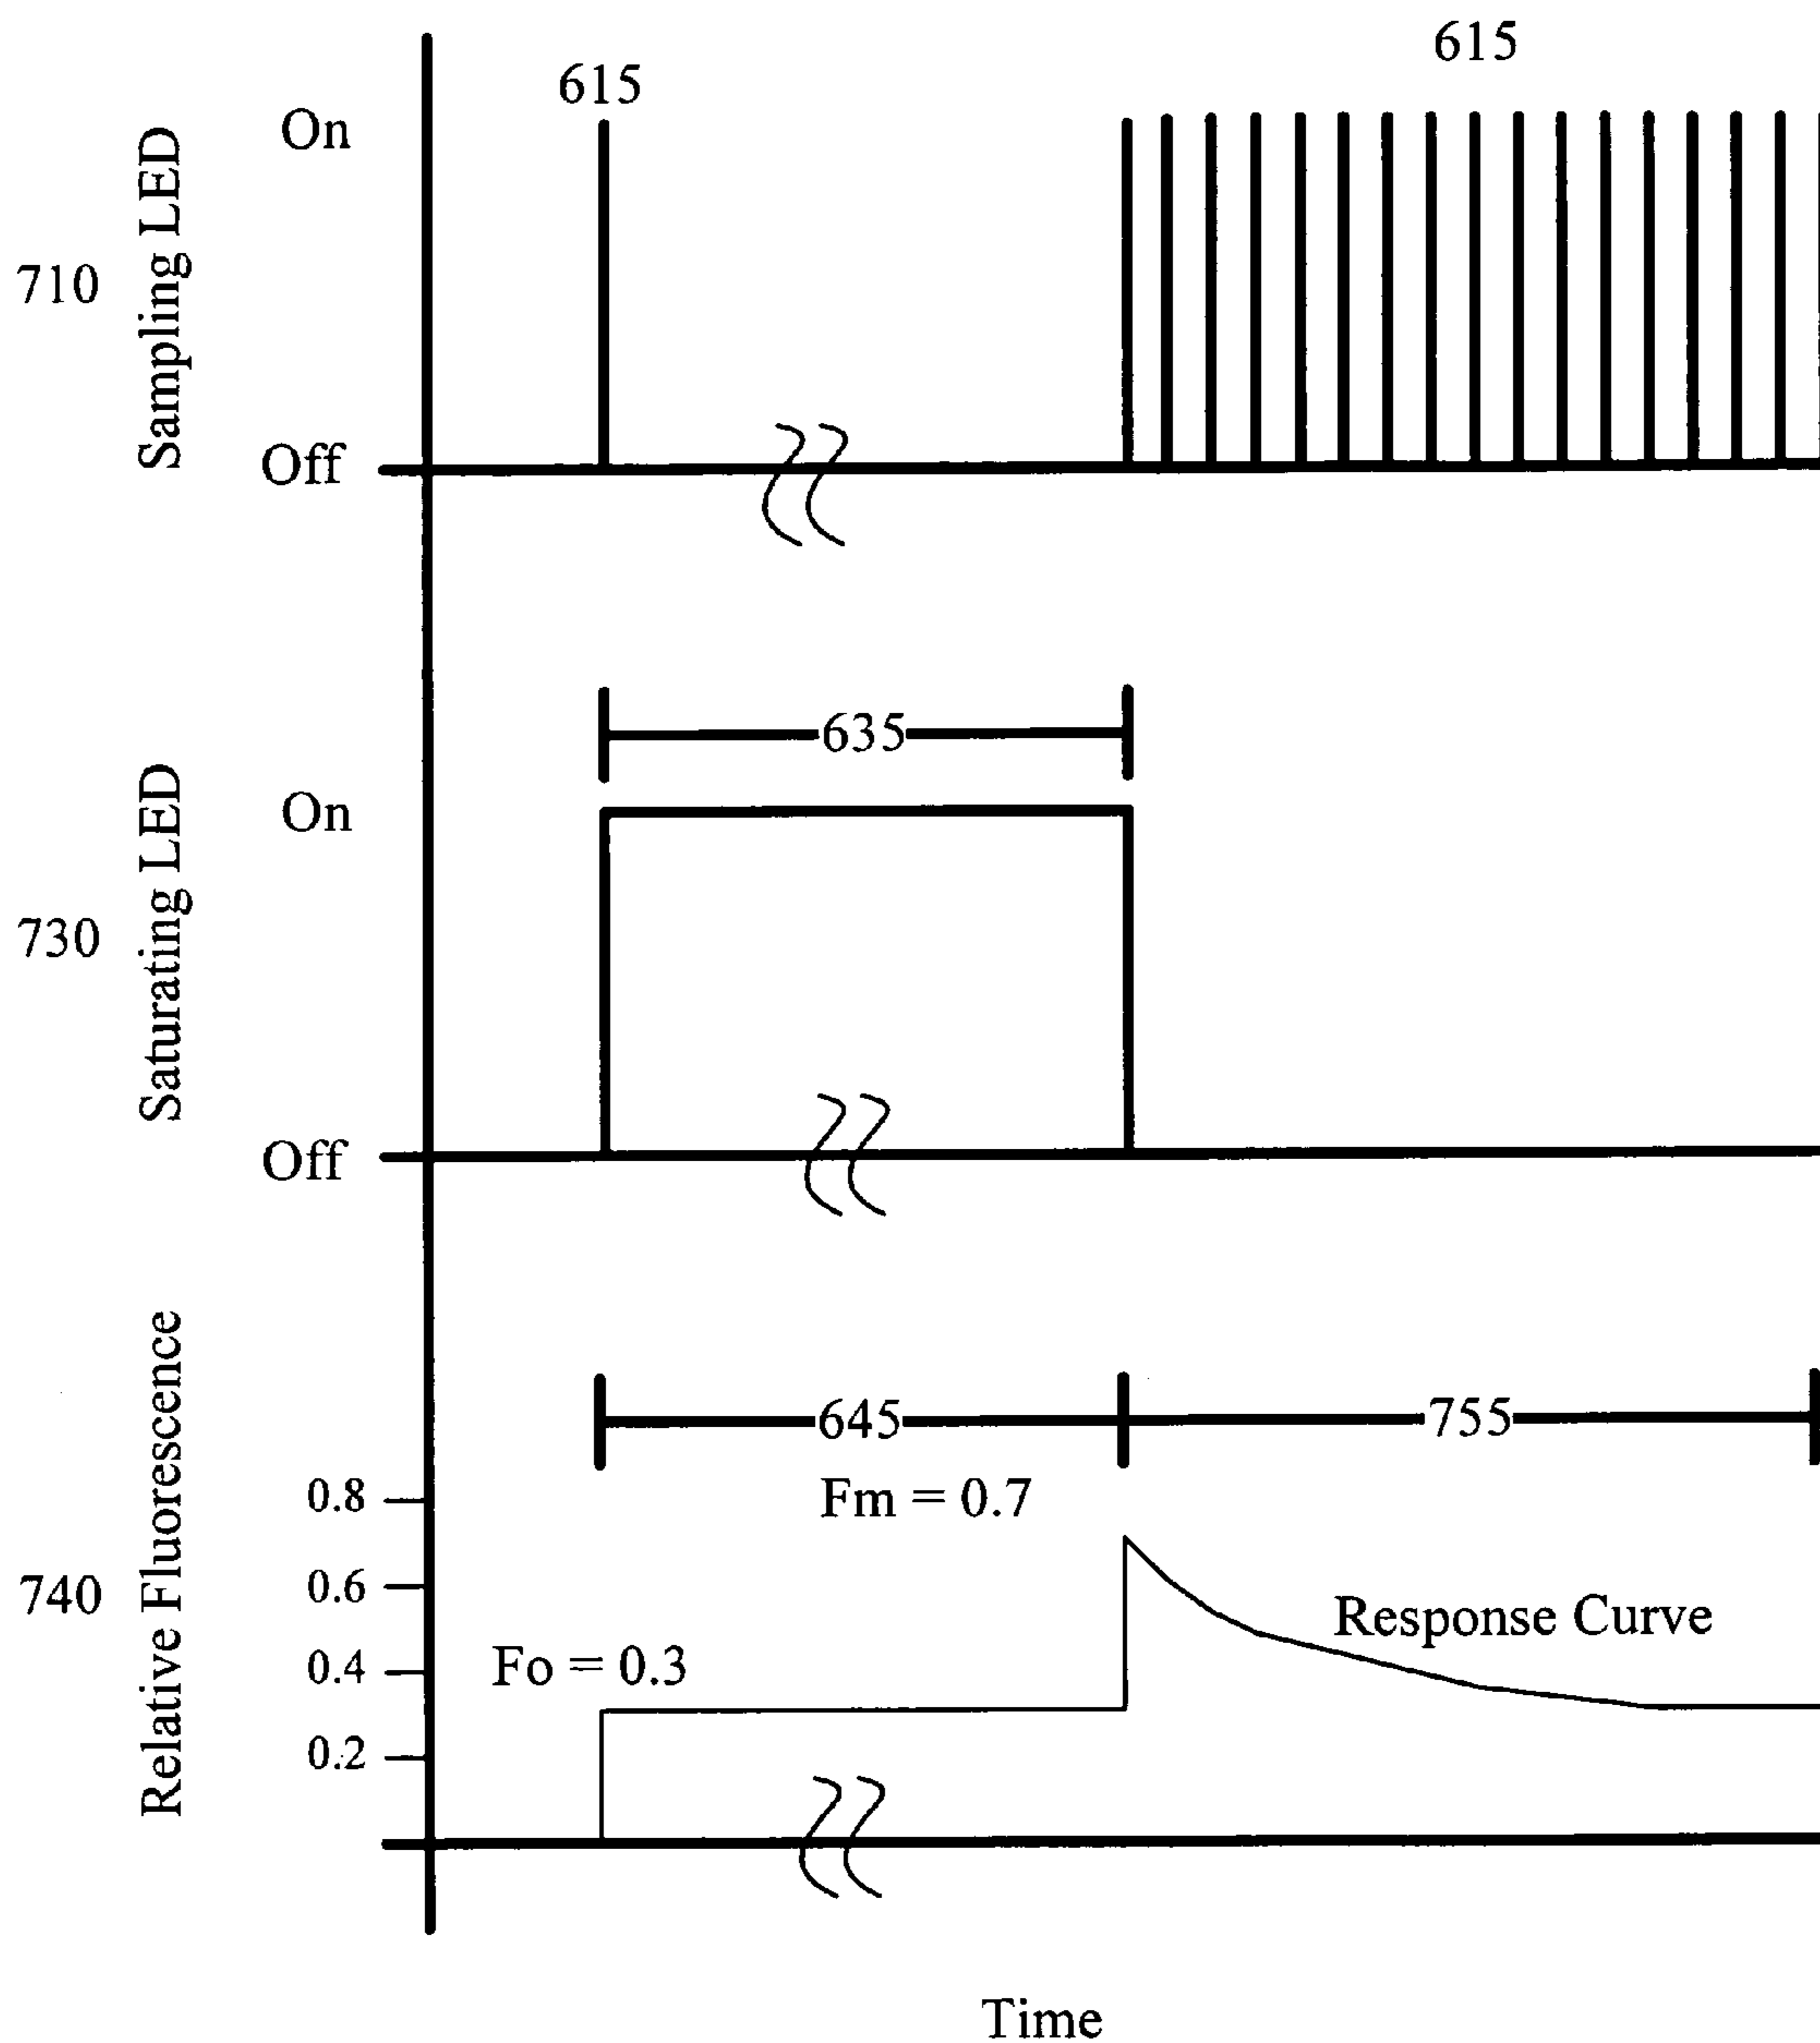 615
615
On
710
Sampling LED
Off
635
On
730
Saturating LED
Off
645
755
0.8
Fm = 0.7
0.6
740
Relative Fluorescence
Response Curve
0.4
Fo = 0.3
0.2
Time